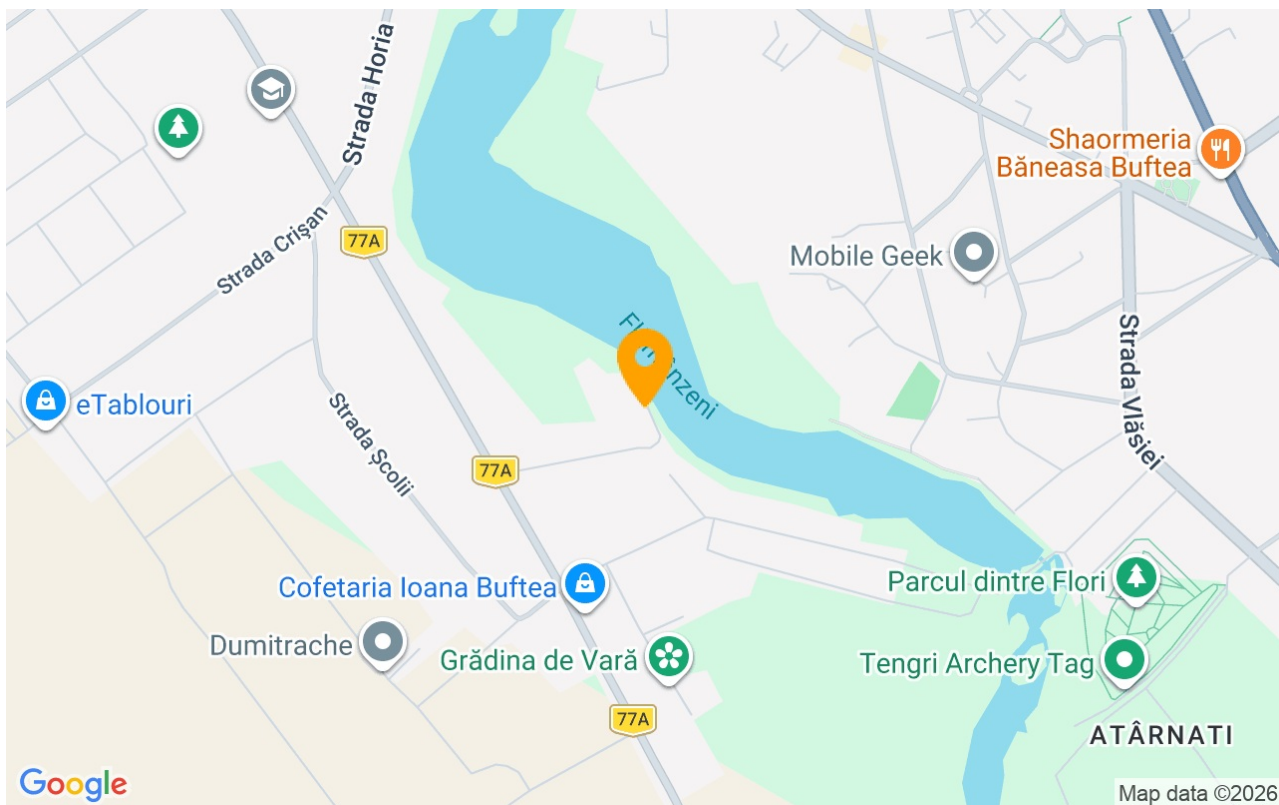 Strada Horia
Shaormeria
Băneasa Buftea
Strada Crișan
77A
Mobile Geek
Strada Vlăsiei
eTablouri
Strada Școlii
77A
Cofetaria Ioana Buftea
Parcul dintre Flori
Dumitrache
Grădina de Vară
Tengri Archery Tag
77A
ATÂRNATI
Google
Map data ©2026